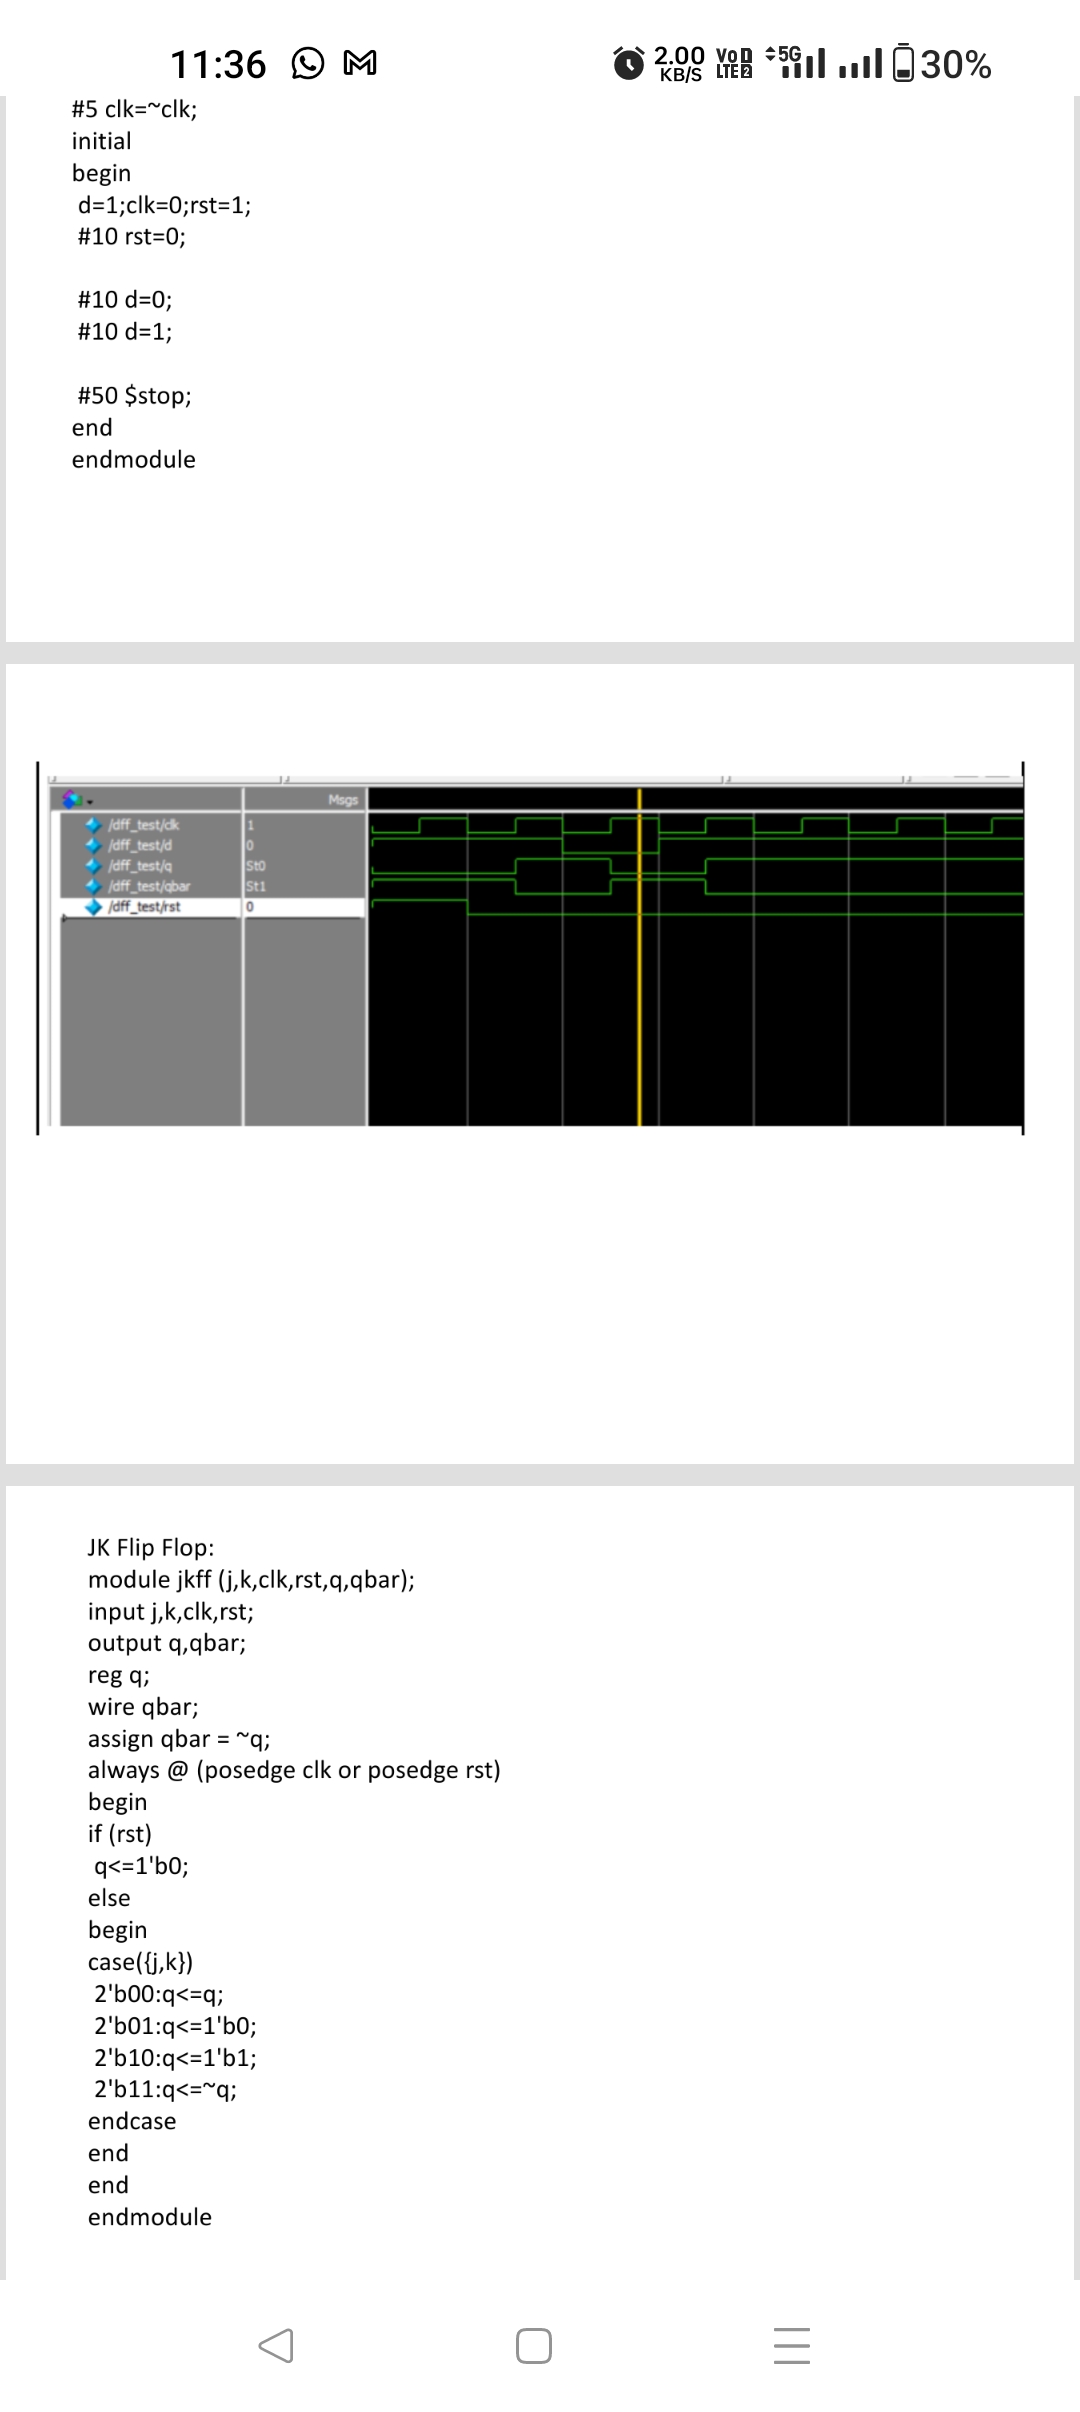 11:36 2.00 KB/S VoD LTE2 5G 30%
#5 clk=~clk;
initial
begin
d=1;clk=0;rst=1;
#10 rst=0;
#10 d=0;
#10 d=1;
#50 $stop;
end
endmodule
Msgs
/dff_test/clk 1
/dff_test/d 0
/dff_test/q St0
/dff_test/qbar St1
/dff_test/rst 0
JK Flip Flop:
module jkff (j,k,clk,rst,q,qbar);
input j,k,clk,rst;
output q,qbar;
reg q;
wire qbar;
assign qbar = ~q;
always @ (posedge clk or posedge rst)
begin
if (rst)
q<=1'b0;
else
begin
case({j,k})
2'b00:q<=q;
2'b01:q<=1'b0;
2'b10:q<=1'b1;
2'b11:q<=~q;
endcase
end
end
endmodule